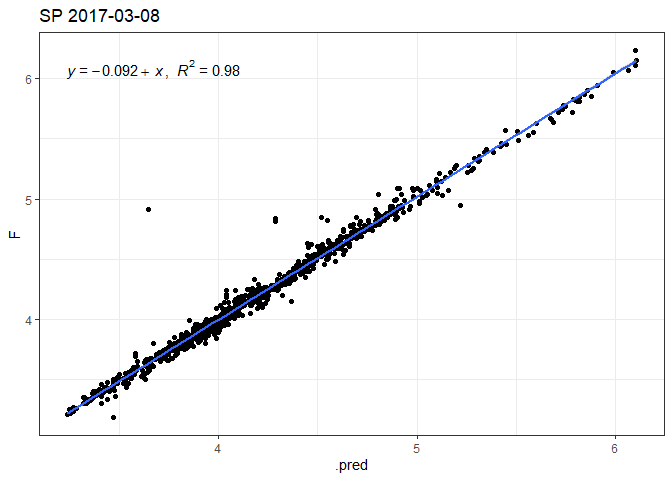 SP 2017-03-08
y = −0.092 + x , R² = 0.98
6
5
4
F
4 5 6
.pred